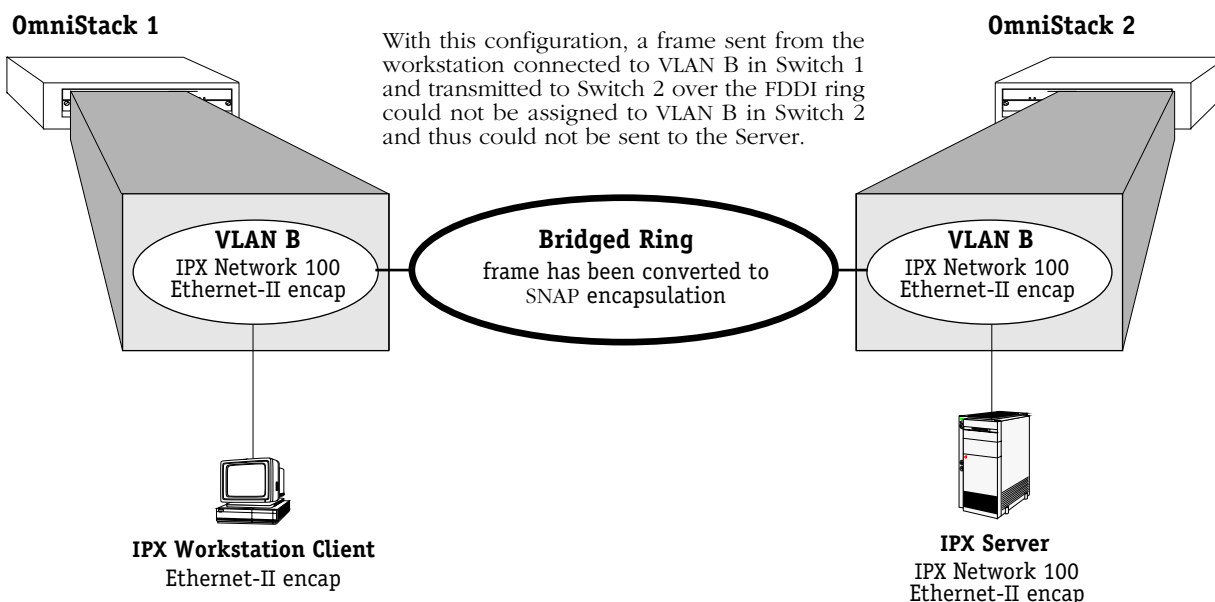 OmniStack 1
OmniStack 2
With this configuration, a frame sent from the
workstation connected to VLAN B in Switch 1
and transmitted to Switch 2 over the FDDI ring
could not be assigned to VLAN B in Switch 2
and thus could not be sent to the Server.
VLAN B
IPX Network 100
Ethernet-II encap
Bridged Ring
frame has been converted to
SNAP encapsulation
VLAN B
IPX Network 100
Ethernet-II encap
IPX Workstation Client
Ethernet-II encap
IPX Server
IPX Network 100
Ethernet-II encap